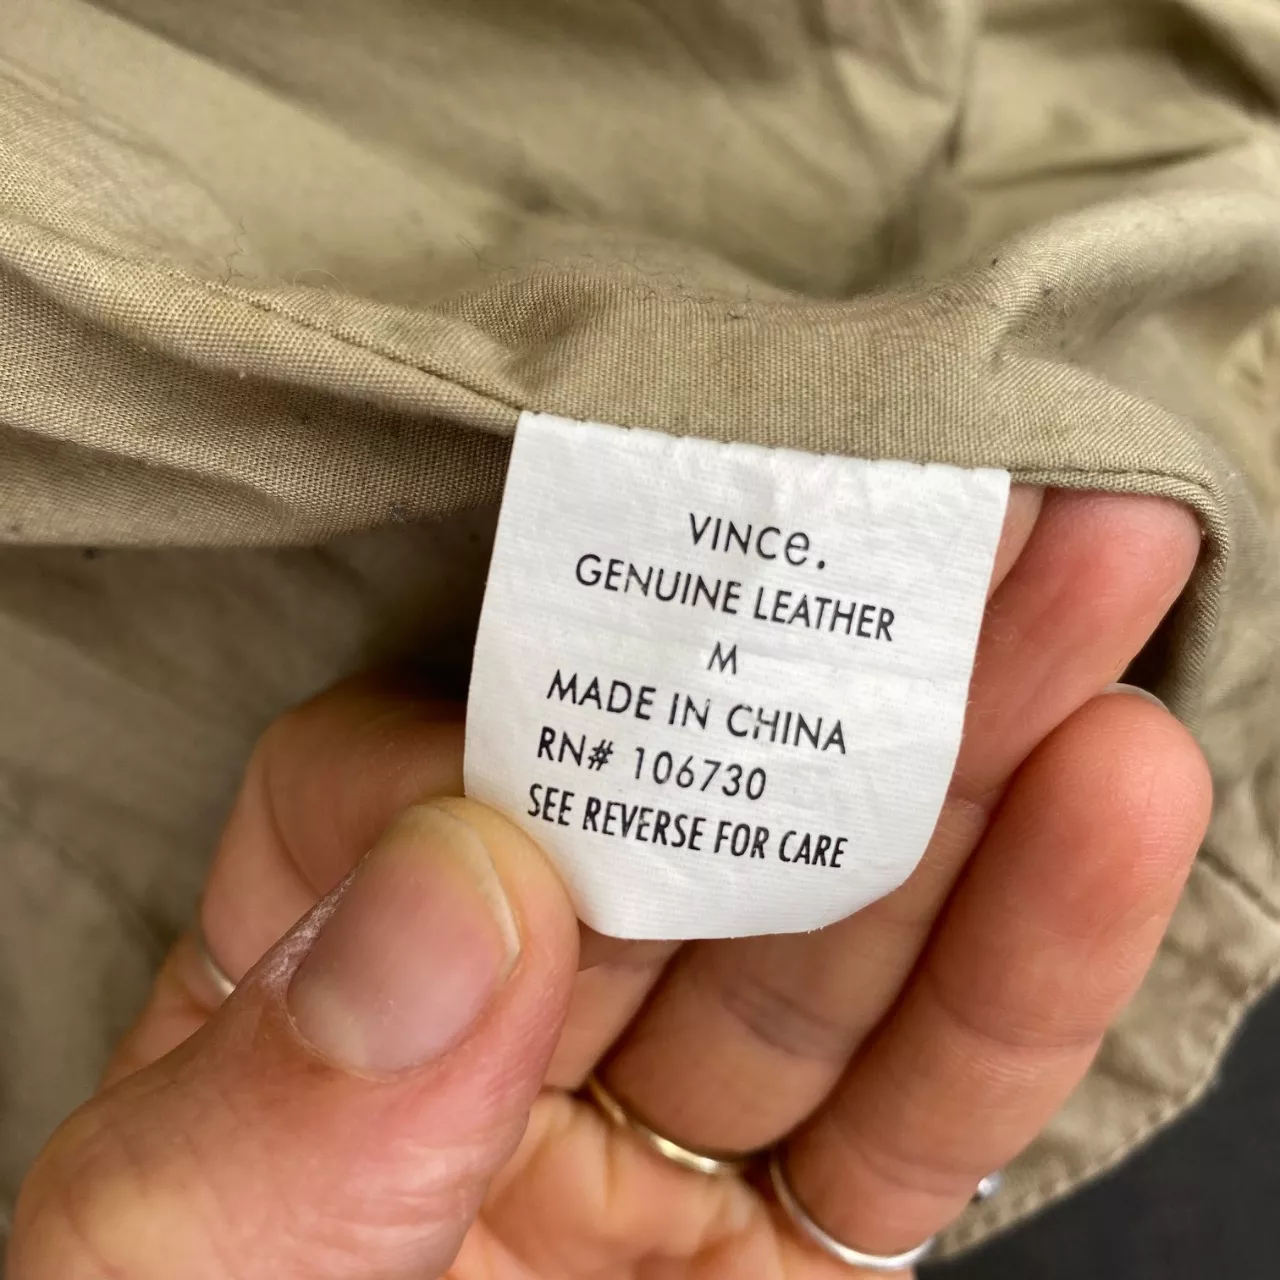 VINCe.
GENUINE LEATHER
M
MADE IN CHINA
RN# 106730
SEE REVERSE FOR CARE